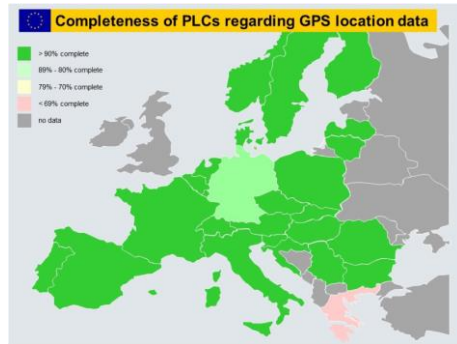 Completeness of PLCs regarding GPS location data
> 90% complete
89% - 80% complete
79% - 70% complete
< 69% complete
no data